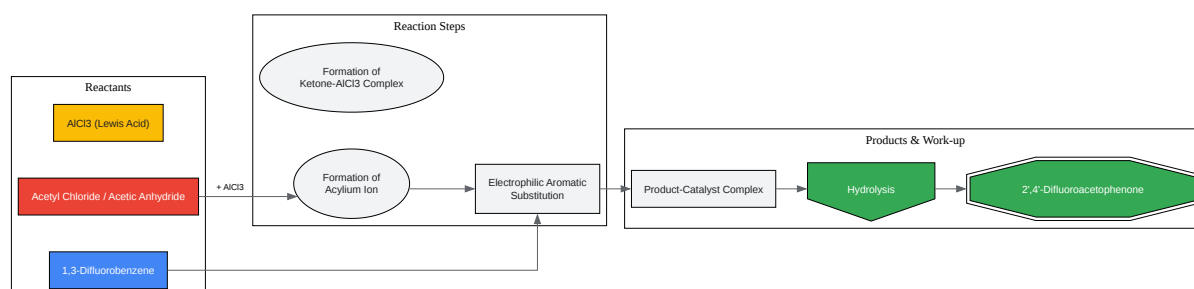 Reactants
AlCl3 (Lewis Acid)
Acetyl Chloride / Acetic Anhydride
1,3-Difluorobenzene
+ AlCl3
Reaction Steps
Formation of
Ketone-AlCl3 Complex
Formation of
Acylium Ion
Electrophilic Aromatic
Substitution
Products & Work-up
Product-Catalyst Complex
Hydrolysis
2',4'-Difluoroacetophenone